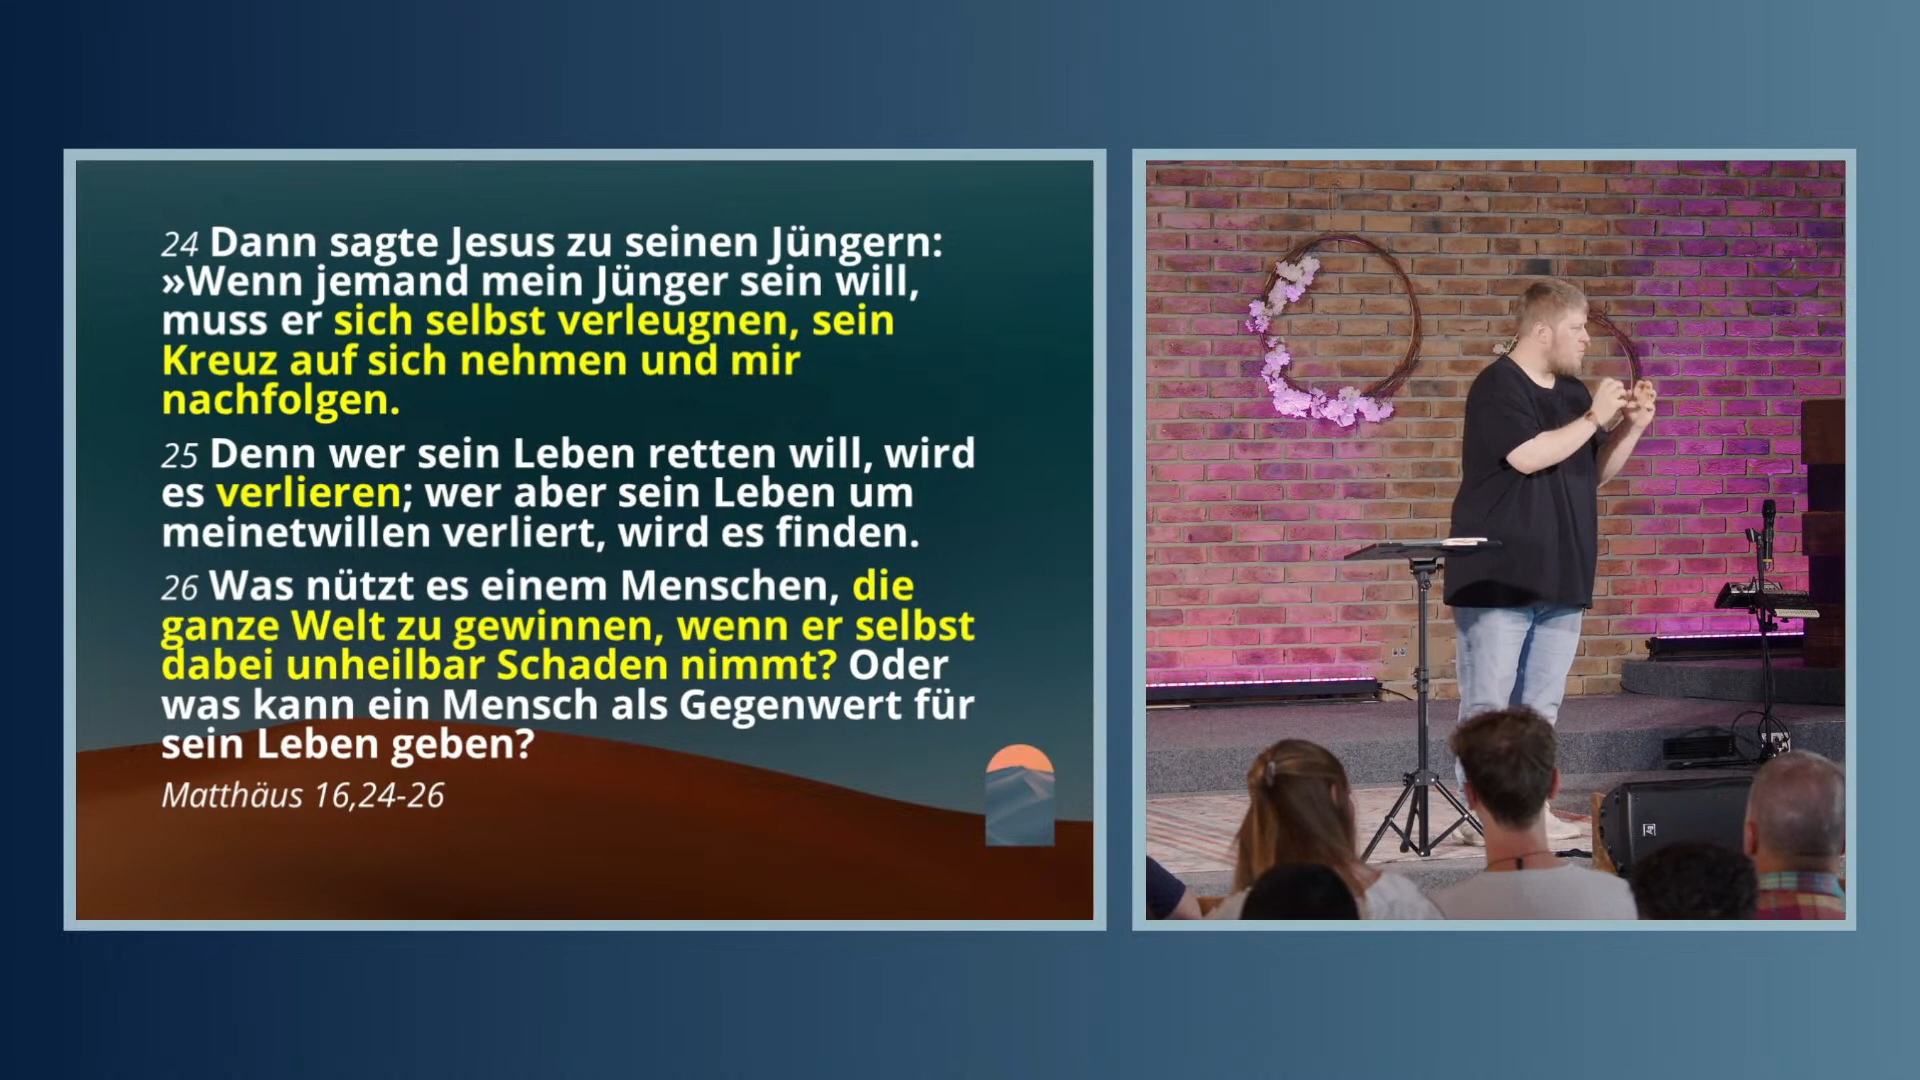 24 Dann sagte Jesus zu seinen Jüngern:
»Wenn jemand mein Jünger sein will,
muss er sich selbst verleugnen, sein
Kreuz auf sich nehmen und mir
nachfolgen.
25 Denn wer sein Leben retten will, wird
es verlieren; wer aber sein Leben um
meinetwillen verliert, wird es finden.
26 Was nützt es einem Menschen, die
ganze Welt zu gewinnen, wenn er selbst
dabei unheilbar Schaden nimmt? Oder
was kann ein Mensch als Gegenwert für
sein Leben geben?
Matthäus 16,24-26